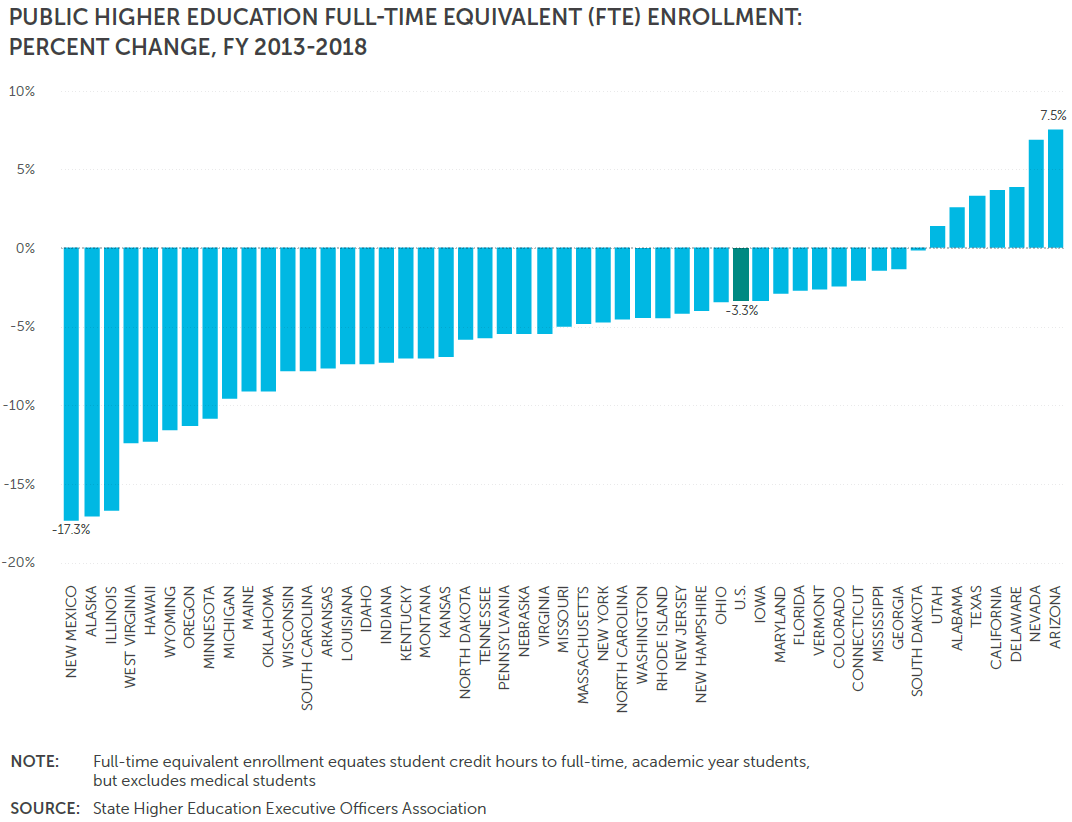 PUBLIC HIGHER EDUCATION FULL-TIME EQUIVALENT (FTE) ENROLLMENT:
PERCENT CHANGE, FY 2013-2018
10%
7.5%
5%
0%
-3.3%
-5%
-10%
-15%
-17.3%
-20%
NEW MEXICO
ALASKA
ILLINOIS
WEST VIRGINIA
HAWAII
WYOMING
OREGON
MINNESOTA
MICHIGAN
MAINE
OKLAHOMA
WISCONSIN
SOUTH CAROLINA
ARKANSAS
LOUISIANA
IDAHO
INDIANA
KENTUCKY
MONTANA
KANSAS
NORTH DAKOTA
TENNESSEE
PENNSYLVANIA
NEBRASKA
VIRGINIA
MISSOURI
MASSACHUSETTS
NEW YORK
NORTH CAROLINA
WASHINGTON
RHODE ISLAND
NEW JERSEY
NEW HAMPSHIRE
OHIO
U.S.
IOWA
MARYLAND
FLORIDA
VERMONT
COLORADO
CONNECTICUT
MISSISSIPPI
GEORGIA
SOUTH DAKOTA
UTAH
ALABAMA
TEXAS
CALIFORNIA
DELAWARE
NEVADA
ARIZONA
NOTE: Full-time equivalent enrollment equates student credit hours to full-time, academic year students,
but excludes medical students
SOURCE: State Higher Education Executive Officers Association